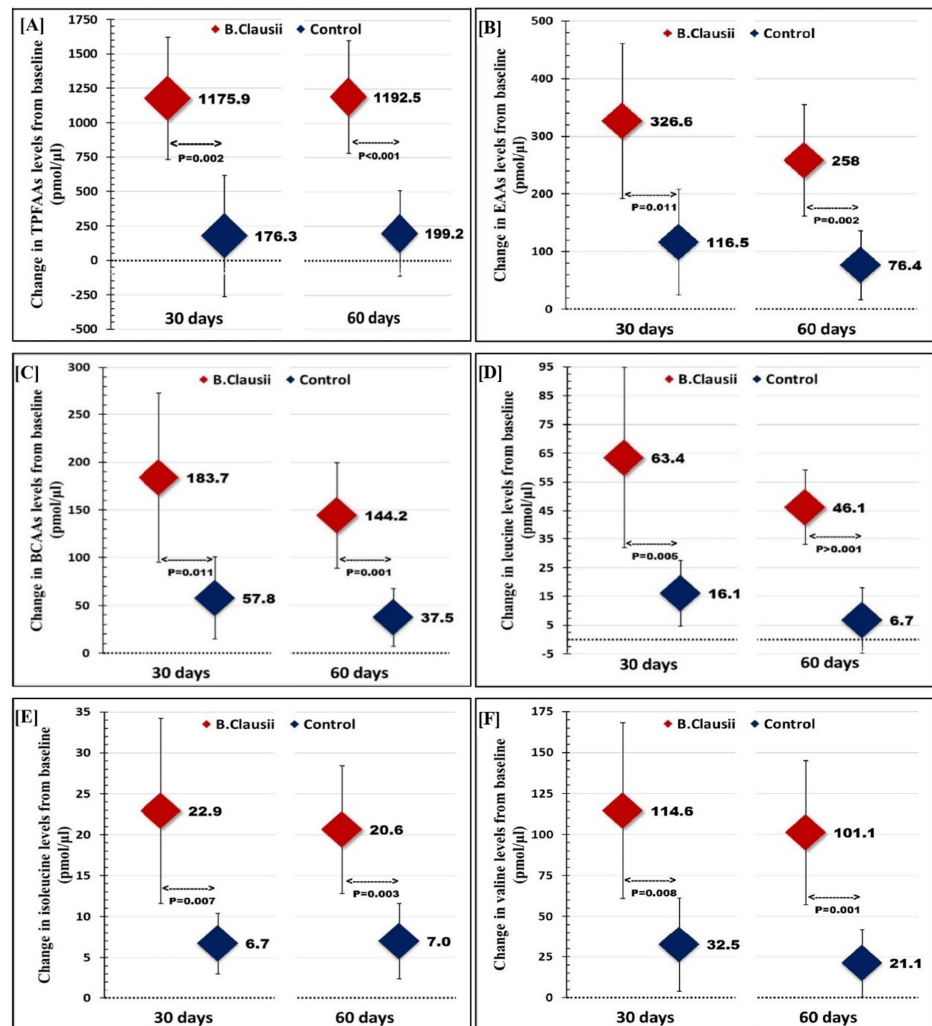 [A]
B.Clausii Control
Change in TPFAAs levels from baseline
(pmol/µl)
1750
1500
1250
1000
750
500
250
0
-250
-500
1175.9
P=0.002
176.3
1192.5
P<0.001
199.2
30 days
60 days
[B]
B.Clausii Control
Change in EAAs levels from baseline
(pmol/µl)
500
400
300
200
100
0
326.6
P=0.011
116.5
258
P=0.002
76.4
30 days
60 days
[C]
B.Clausii Control
Change in BCAAs levels from baseline
(pmol/µl)
300
250
200
150
100
50
0
183.7
P=0.011
57.8
144.2
P=0.001
37.5
30 days
60 days
[D]
B.Clausii Control
Change in leucine levels from baseline
(pmol/µl)
95
85
75
65
55
45
35
25
15
5
-5
63.4
P=0.005
16.1
46.1
P>0.001
6.7
30 days
60 days
[E]
B.Clausii Control
Change in isoleucine levels from baseline
(pmol/µl)
35
30
25
20
15
10
5
0
22.9
P=0.007
6.7
20.6
P=0.003
7.0
30 days
60 days
[F]
B.Clausii Control
Change in valine levels from baseline
(pmol/µl)
175
150
125
100
75
50
25
0
114.6
P=0.008
32.5
101.1
P=0.001
21.1
30 days
60 days